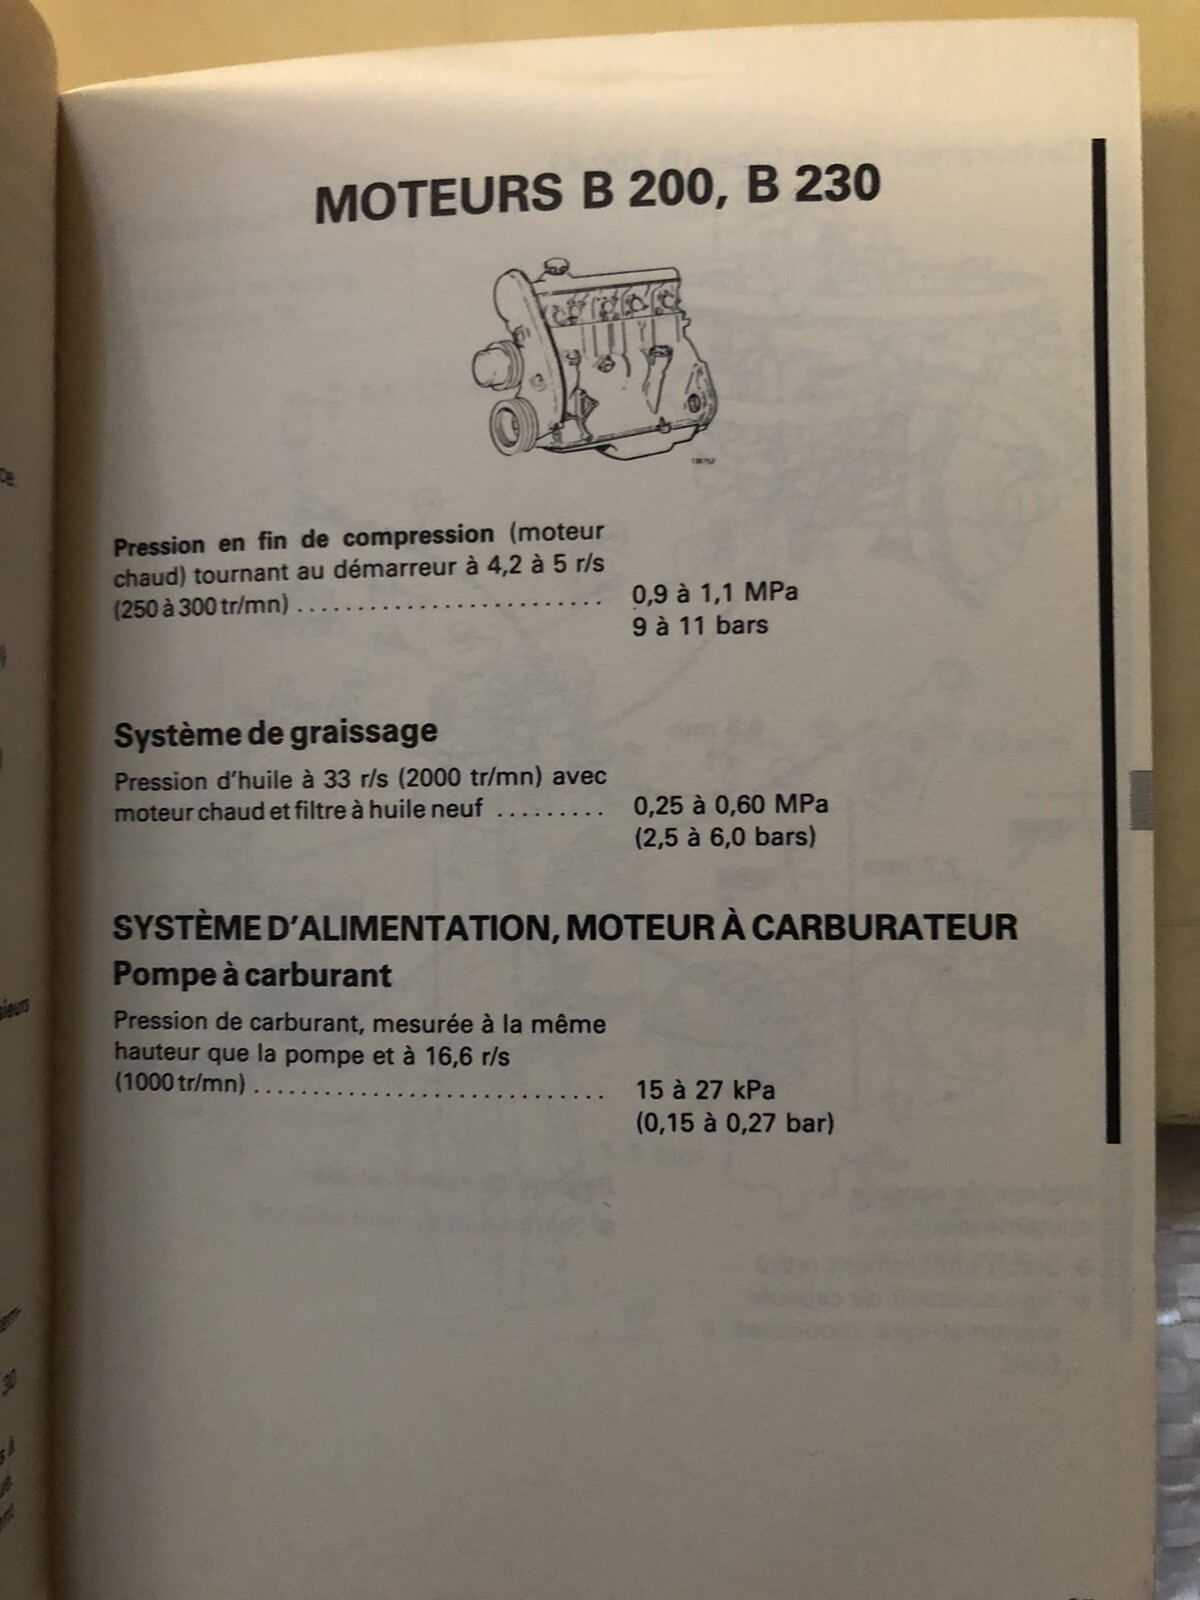 MOTEURS B 200, B 230
Pression en fin de compression (moteur
chaud) tournant au démarreur à 4,2 à 5 r/s
(250 à 300 tr/mn) ..........................
0,9 à 1,1 MPa
9 à 11 bars
Système de graissage
Pression d'huile à 33 r/s (2000 tr/mn) avec
moteur chaud et filtre à huile neuf .........
0,25 à 0,60 MPa
(2,5 à 6,0 bars)
SYSTÈME D'ALIMENTATION, MOTEUR À CARBURATEUR
Pompe à carburant
Pression de carburant, mesurée à la même
hauteur que la pompe et à 16,6 r/s
(1000 tr/mn) ..............................
15 à 27 kPa
(0,15 à 0,27 bar)